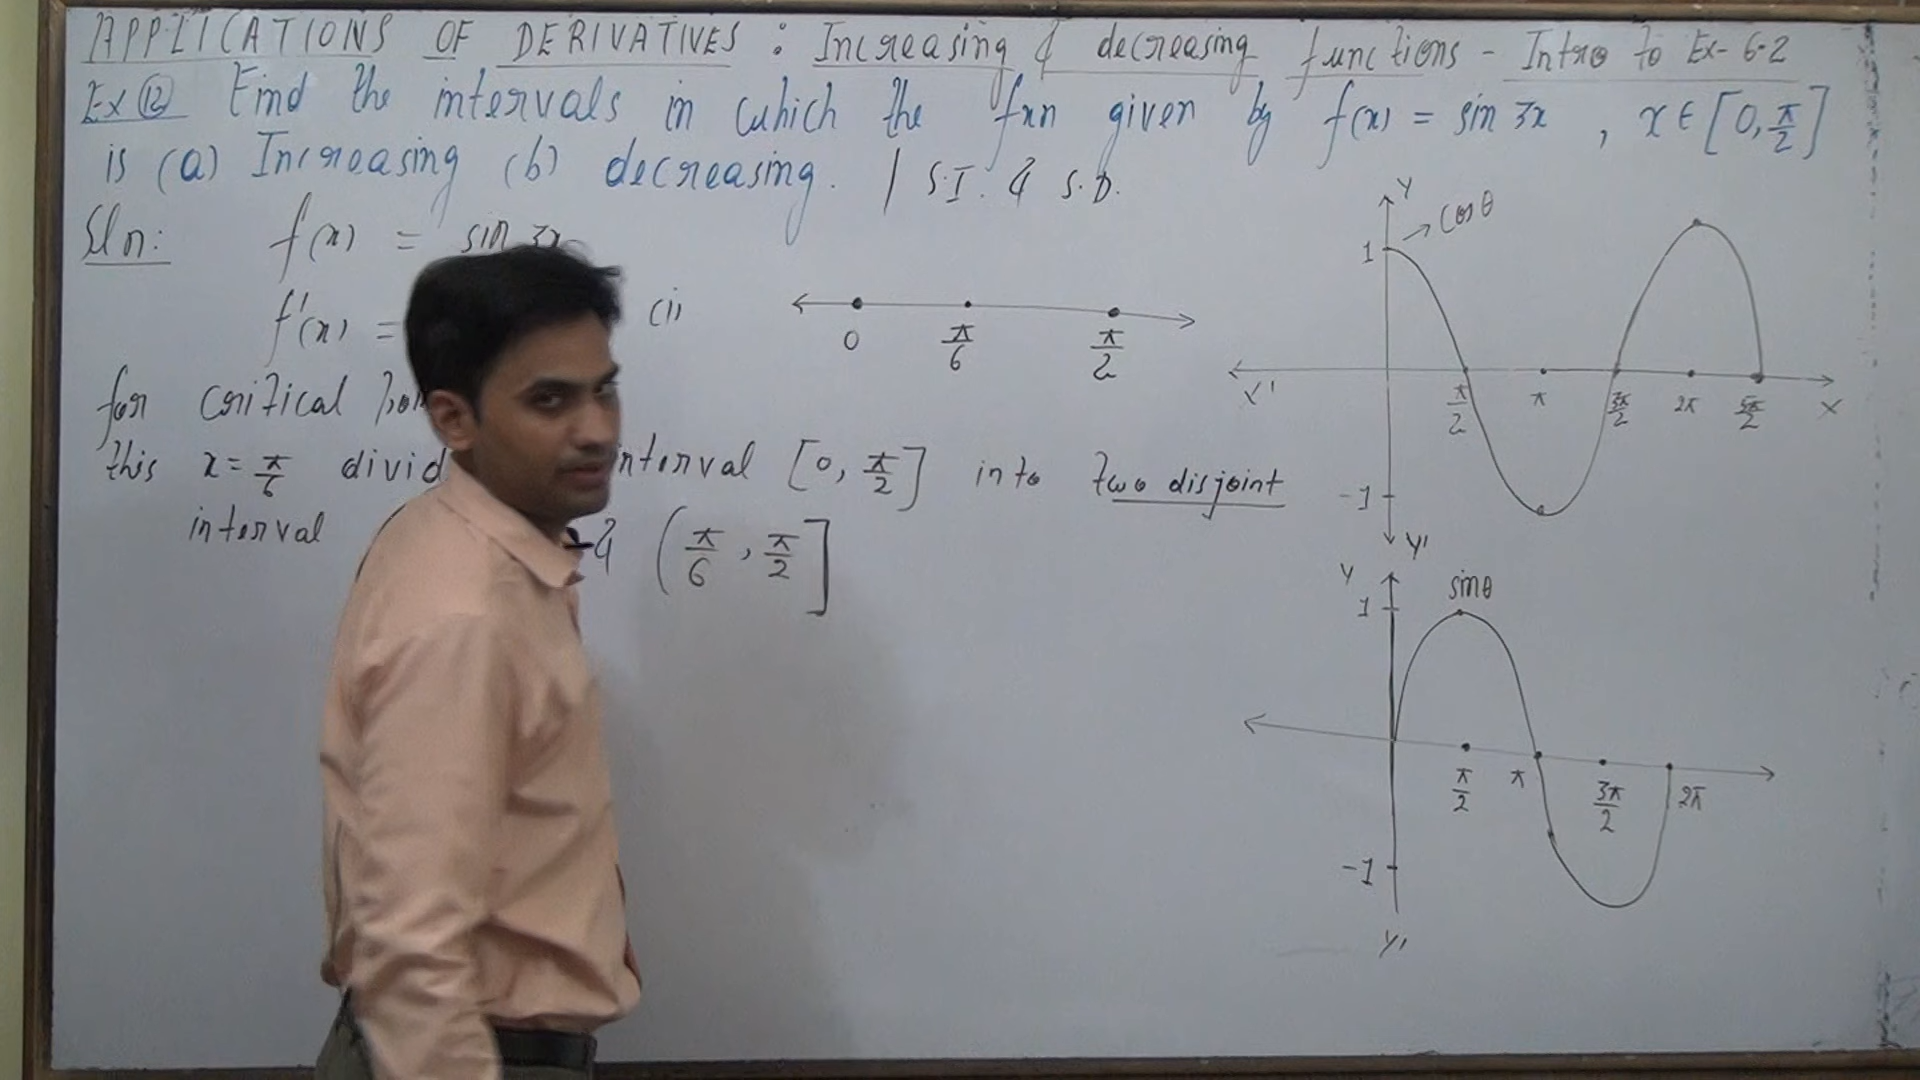 APPLICATIONS OF DERIVATIVES : Increasing & decreasing functions - Intro to Ex-6.2
Ex ⑫ Find the intervals in which the fxn given by f(x) = sin 3x , x ∈ [0, π/2]
is (a) Increasing (b) decreasing. / S.I. & S.D.
Sln: f(x) = sin 3x
f'(x) = (i)
0 π/6 π/2
for critical
this x = π/6 interval [0, π/2] into two disjoint
interval & (π/6, π/2]
Y
cosθ
1
X' π/2 π 3π/2 2π 5π/2 X
-1
Y'
Y
sinθ
1
π/2 π 3π/2 2π
-1
Y'